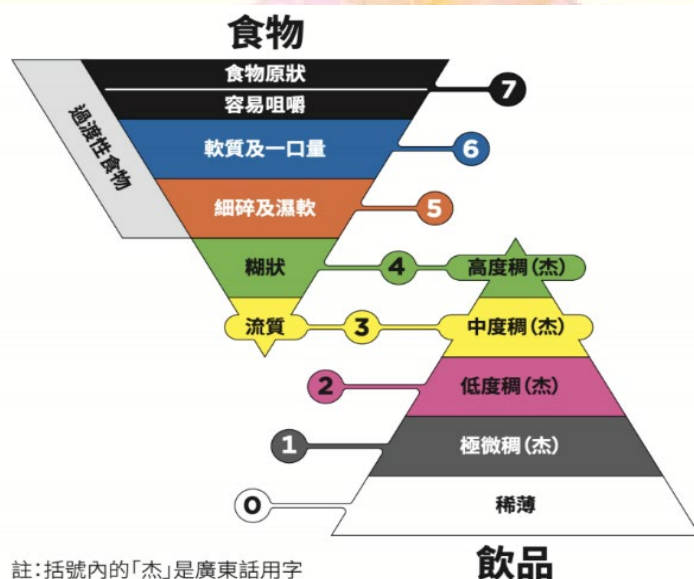 食物
食物原狀
7
容易咀嚼
過渡性食物
軟質及一口量
6
細碎及濕軟
5
糊狀
4
高度稠(杰)
流質
3
中度稠(杰)
2
低度稠(杰)
1
極微稠(杰)
0
稀薄
註:括號內的「杰」是廣東話用字
飲品